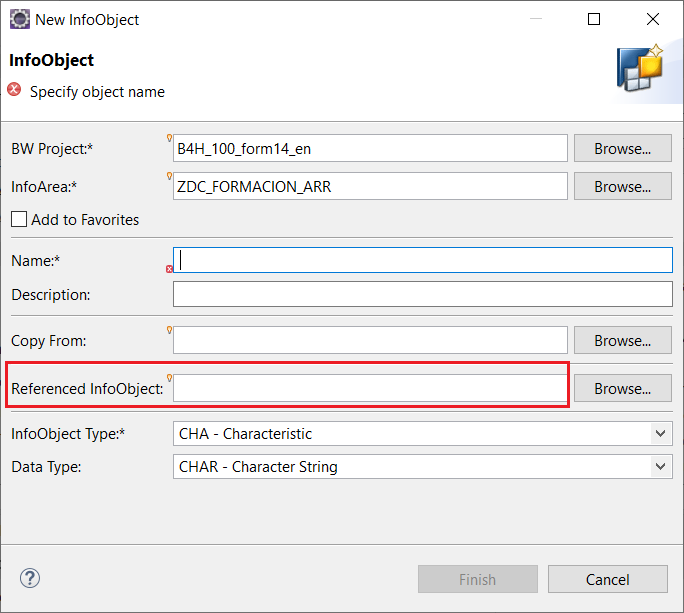 New InfoObject
InfoObject
Specify object name
BW Project:* B4H_100_form14_en Browse...
InfoArea:* ZDC_FORMACION_ARR Browse...
Add to Favorites
Name:*
Description:
Copy From: Browse...
Referenced InfoObject: Browse...
InfoObject Type:* CHA - Characteristic
Data Type: CHAR - Character String
Finish Cancel